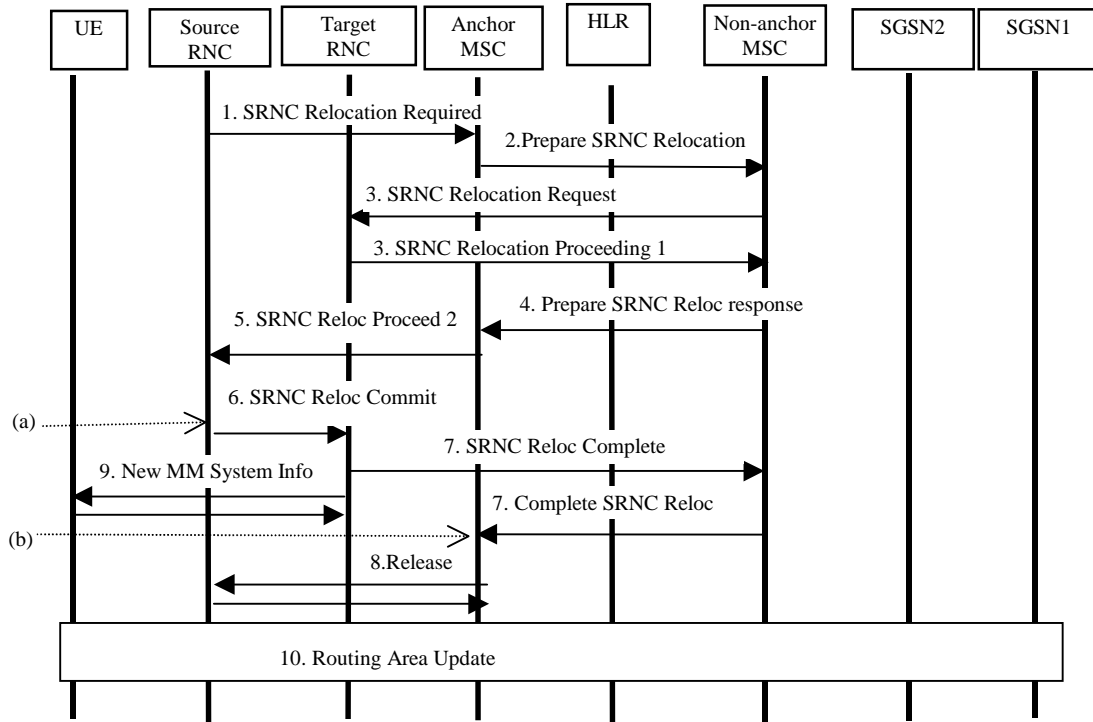 UE
Source
RNC
Target
RNC
Anchor
MSC
HLR
Non-anchor
MSC
SGSN2
SGSN1
1. SRNC Relocation Required
2.Prepare SRNC Relocation
3. SRNC Relocation Request
3. SRNC Relocation Proceeding 1
4. Prepare SRNC Reloc response
5. SRNC Reloc Proceed 2
6. SRNC Reloc Commit
(a)
7. SRNC Reloc Complete
9. New MM System Info
7. Complete SRNC Reloc
(b)
8.Release
10. Routing Area Update